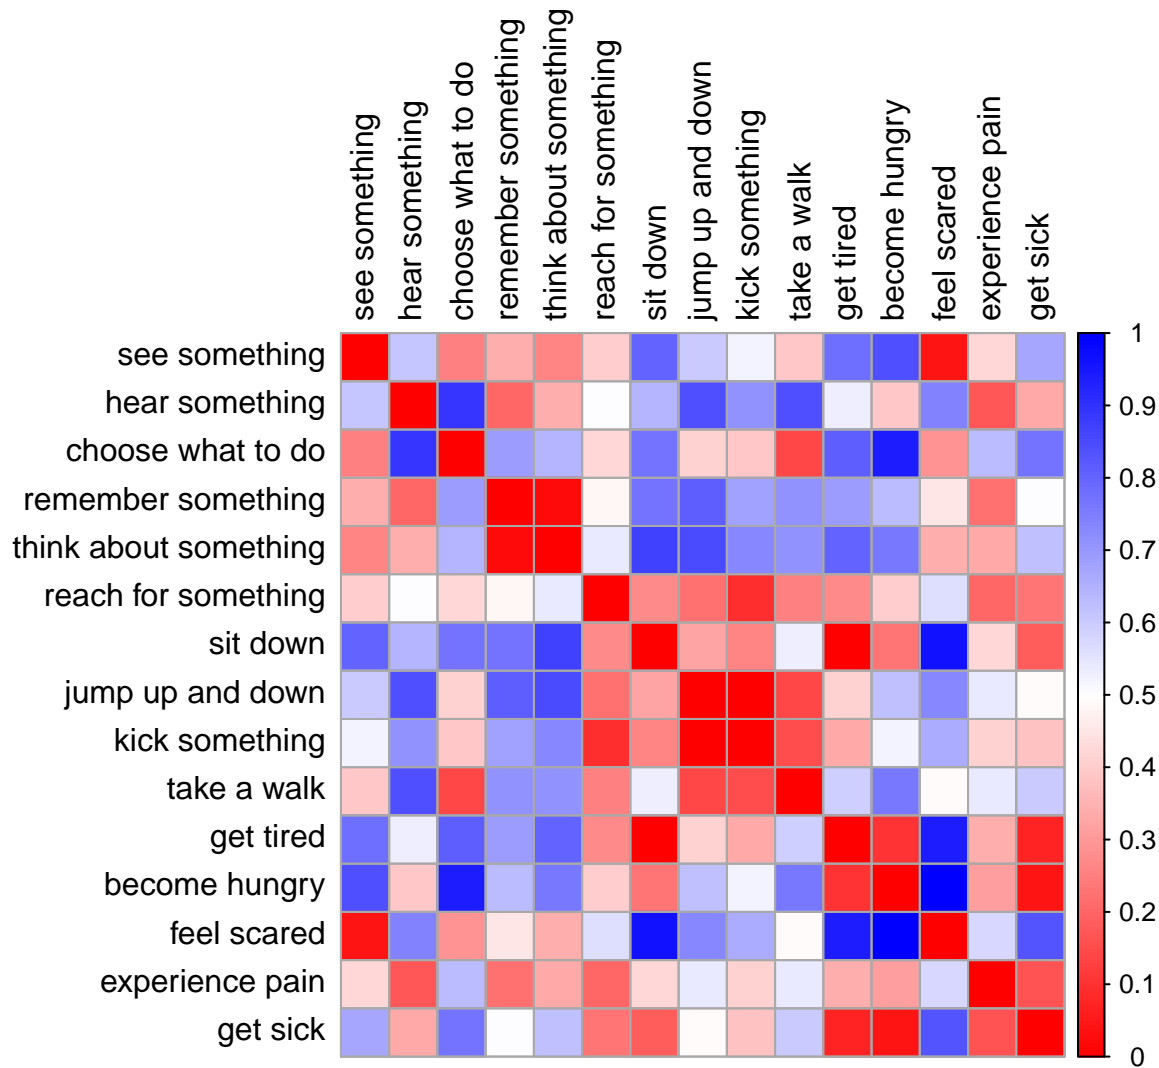 see something
hear something
choose what to do
remember something
think about something
reach for something
sit down
jump up and down
kick something
take a walk
get tired
become hungry
feel scared
experience pain
get sick
see something
hear something
choose what to do
remember something
think about something
reach for something
sit down
jump up and down
kick something
take a walk
get tired
become hungry
feel scared
experience pain
get sick
1
0.9
0.8
0.7
0.6
0.5
0.4
0.3
0.2
0.1
0